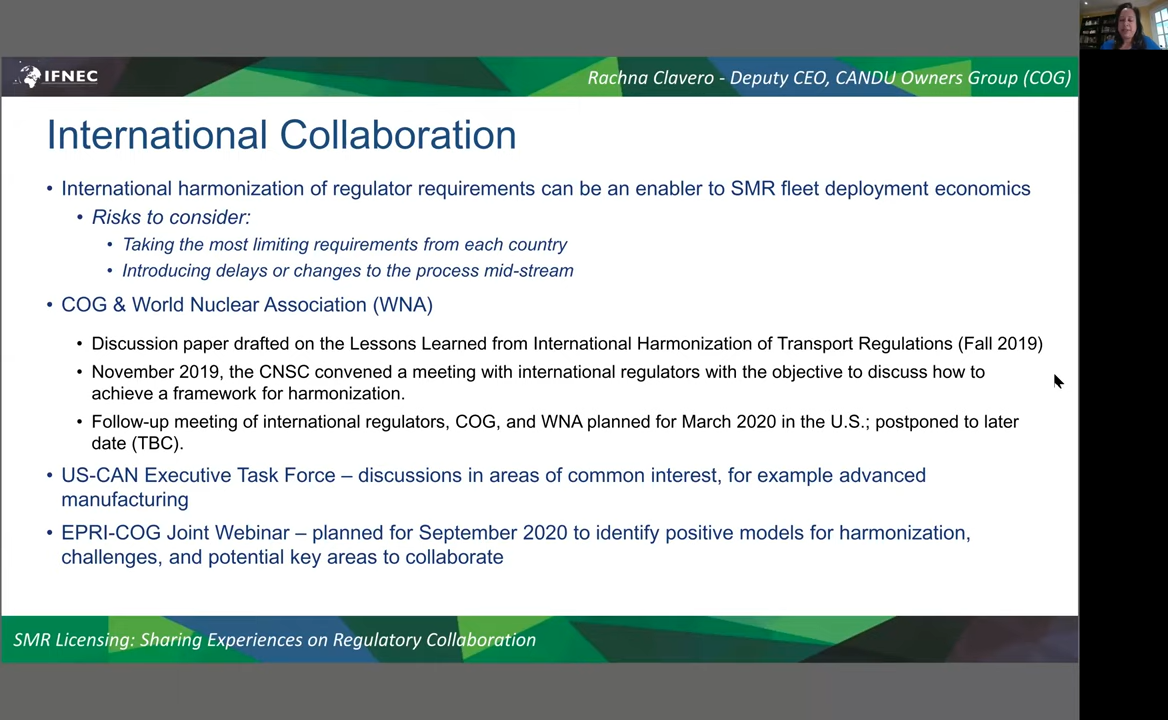 IFNEC
Rachna Clavero - Deputy CEO, CANDU Owners Group (COG)
International Collaboration
• International harmonization of regulator requirements can be an enabler to SMR fleet deployment economics
• Risks to consider:
• Taking the most limiting requirements from each country
• Introducing delays or changes to the process mid-stream
• COG & World Nuclear Association (WNA)
• Discussion paper drafted on the Lessons Learned from International Harmonization of Transport Regulations (Fall 2019)
• November 2019, the CNSC convened a meeting with international regulators with the objective to discuss how to
achieve a framework for harmonization.
• Follow-up meeting of international regulators, COG, and WNA planned for March 2020 in the U.S.; postponed to later
date (TBC).
• US-CAN Executive Task Force – discussions in areas of common interest, for example advanced
manufacturing
• EPRI-COG Joint Webinar – planned for September 2020 to identify positive models for harmonization,
challenges, and potential key areas to collaborate
SMR Licensing: Sharing Experiences on Regulatory Collaboration